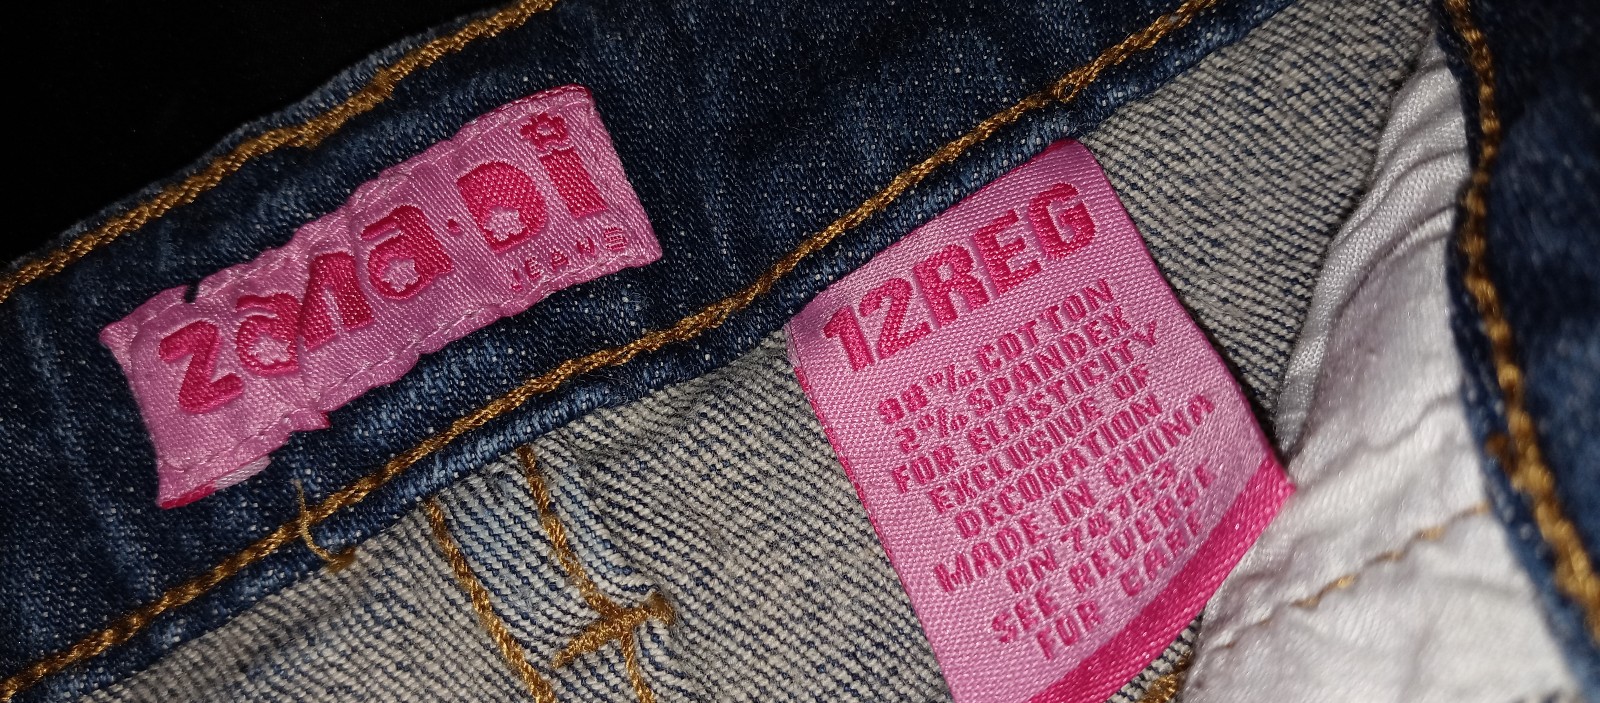 Zana·Di
JEANS
12REG
98% COTTON
2% SPANDEX
FOR ELASTICITY
EXCLUSIVE OF
DECORATION
MADE IN CHINA
RN 78793
SEE REVERSE
FOR CARE